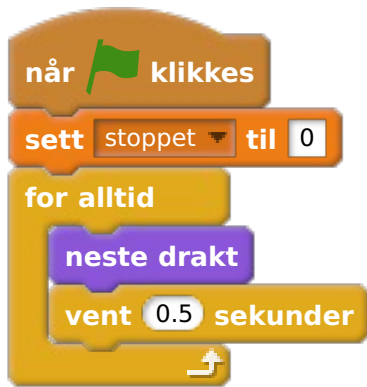 når klikkes
sett stoppet til 0
for alltid
neste drakt
vent 0.5 sekunder